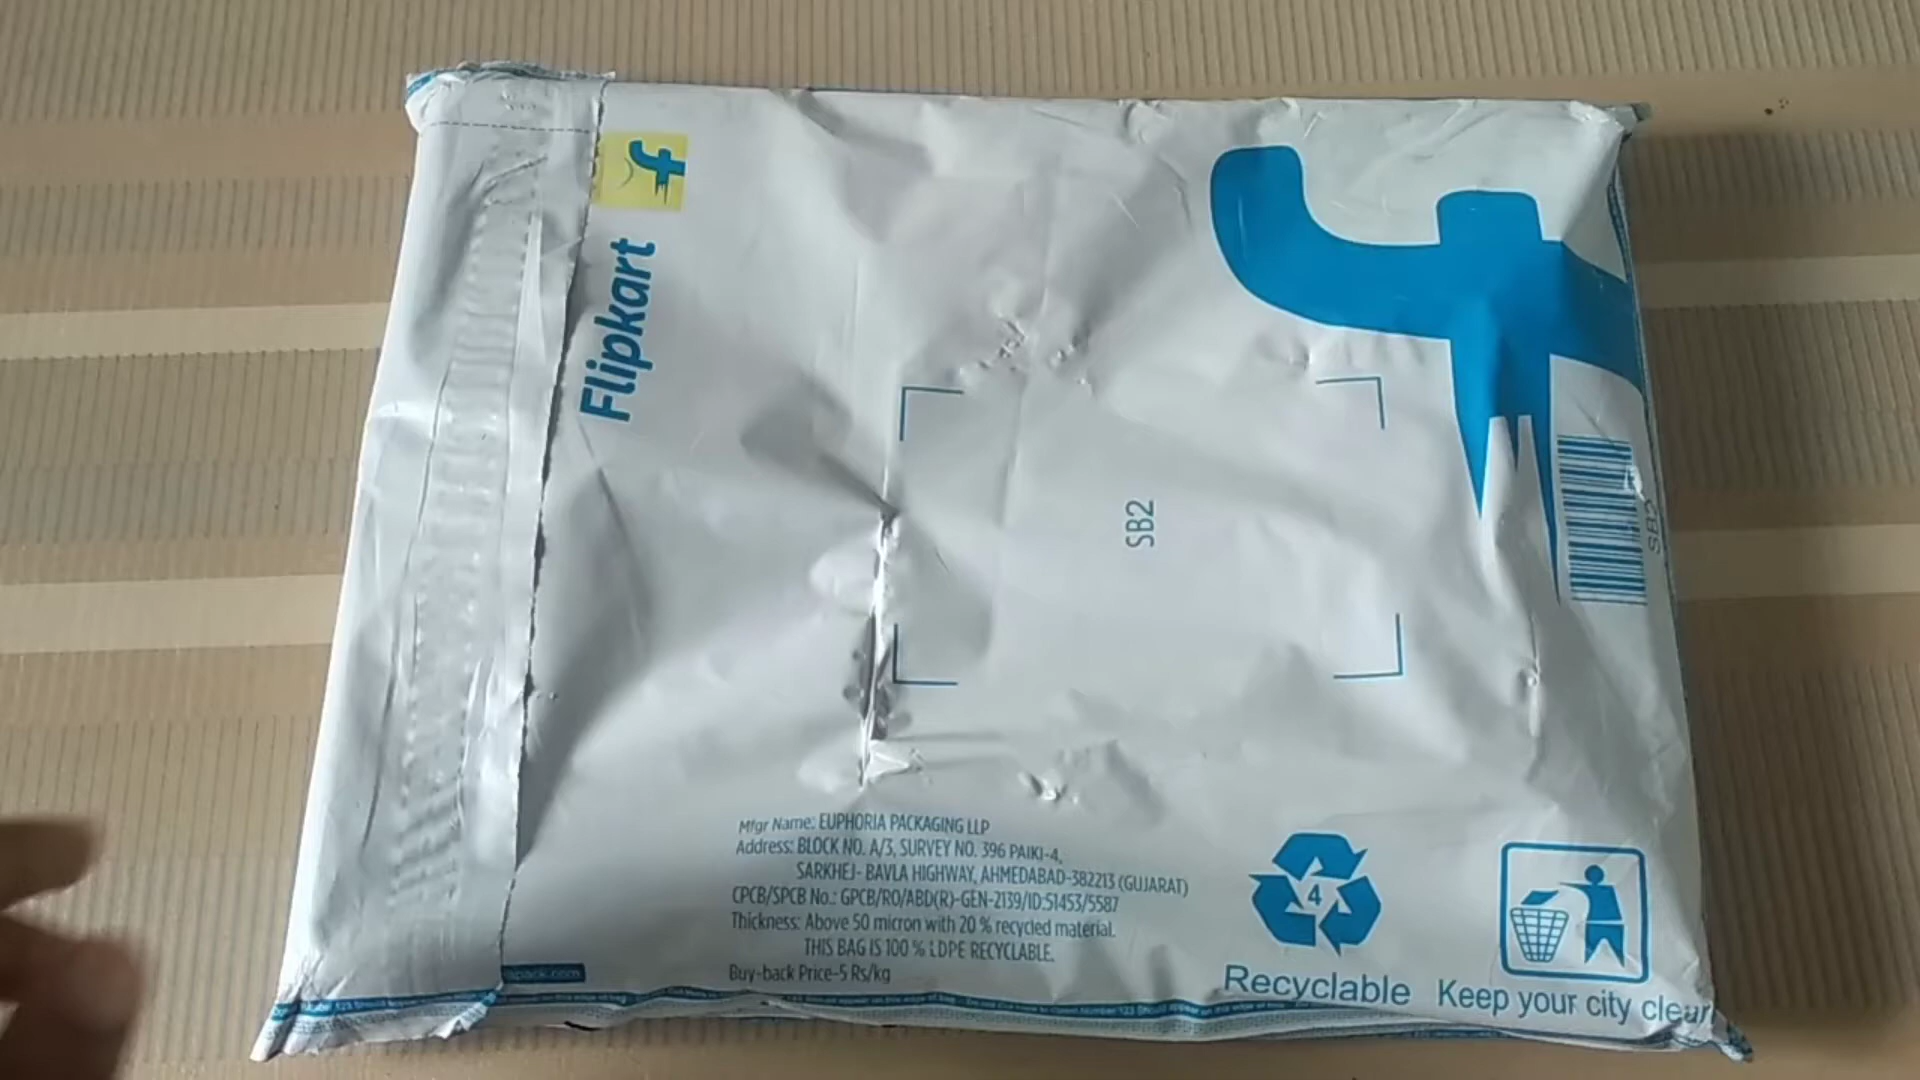 Flipkart
SB2
SB2
Mfgr Name: EUPHORIA PACKAGING LLP
Address: BLOCK NO. A/3, SURVEY NO. 396 PAIKI-4,
SARKHEJ- BAVLA HIGHWAY, AHMEDABAD-382213 (GUJARAT)
CPCB/SPCB No.: GPCB/RO/ABD(R)-GEN-2139/ID:51453/5587
Thickness: Above 50 micron with 20 % recycled material.
THIS BAG IS 100 % LDPE RECYCLABLE.
Buy-back Price-5 Rs/kg
4
Recyclable
Keep your city clean